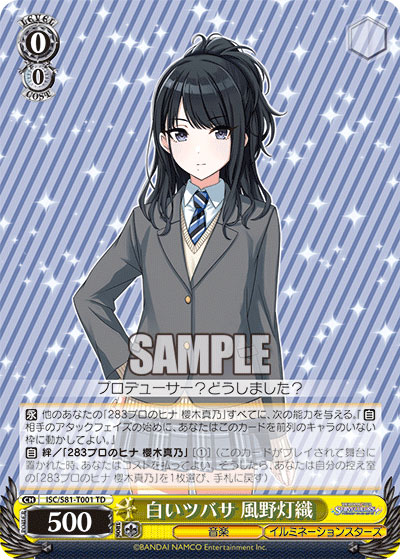 LEVEL
0
0
COST
SAMPLE
プロデューサー？どうしました？
永 他のあなたの「283プロのヒナ 櫻木真乃」すべてに、次の能力を与える。『自
相手のアタックフェイズの始めに、あなたはこのカードを前列のキャラのいない
枠に動かしてよい。』
自 絆／「283プロのヒナ 櫻木真乃」 （このカードがプレイされて舞台に
置かれた時、あなたはコストを払ってよい。そうしたら、あなたは自分の控え室
の「283プロのヒナ 櫻木真乃」を1枚選び、手札に戻す）
CH
ISC/S81-T001 TD
POWER
500
白いツバサ 風野灯織
音楽
イルミネーションスターズ
©BANDAI NAMCO Entertainment Inc.